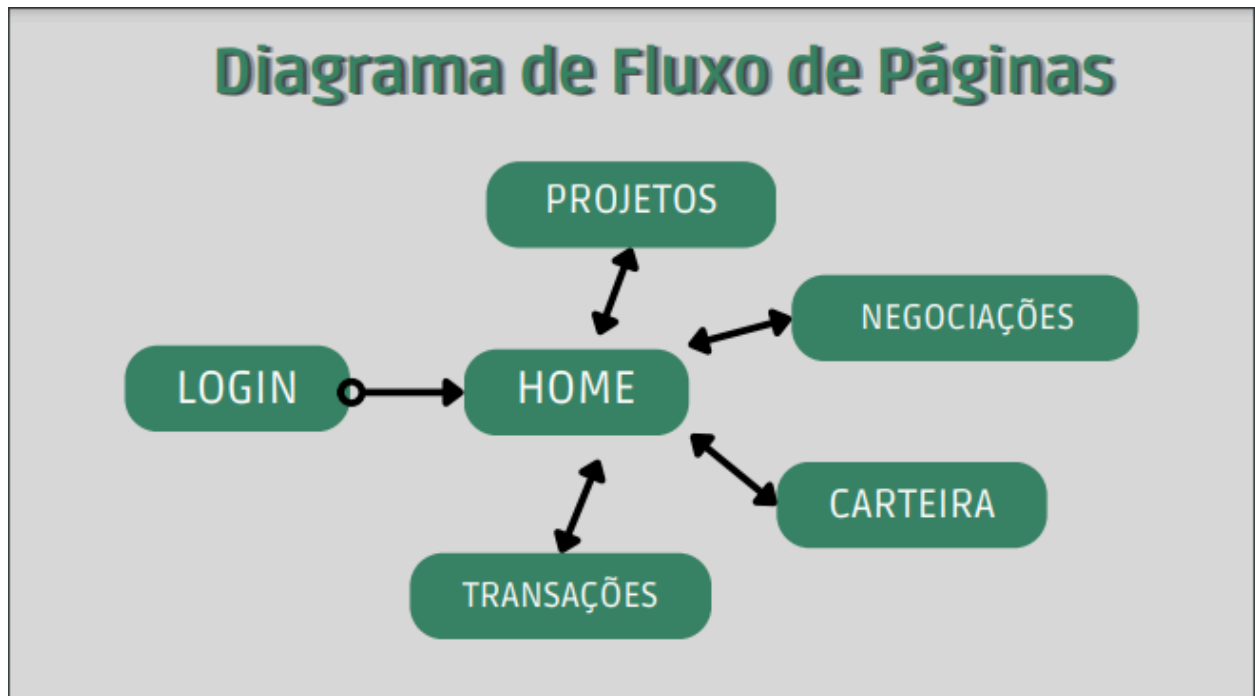 Diagrama de Fluxo de Páginas
PROJETOS
NEGOCIAÇÕES
LOGIN
HOME
CARTEIRA
TRANSAÇÕES